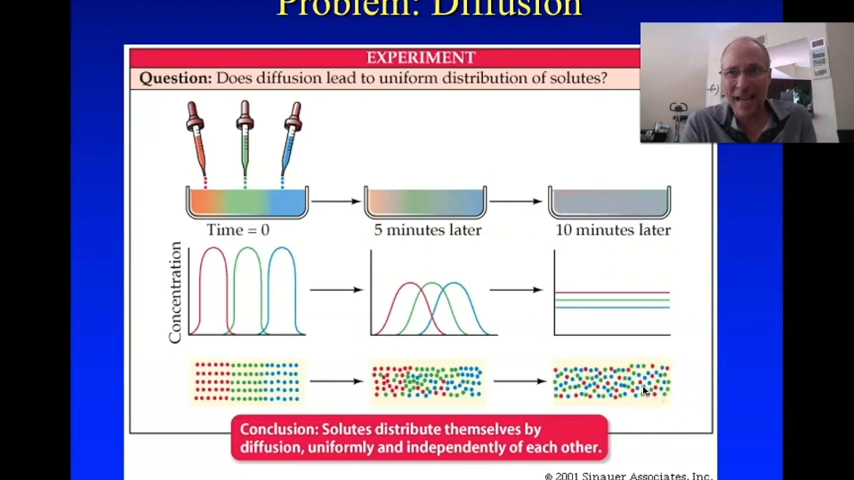 Problem: Diffusion
EXPERIMENT
Question: Does diffusion lead to uniform distribution of solutes?
Time = 0
5 minutes later
10 minutes later
Concentration
Conclusion: Solutes distribute themselves by
diffusion, uniformly and independently of each other.
© 2001 Sinauer Associates, Inc.